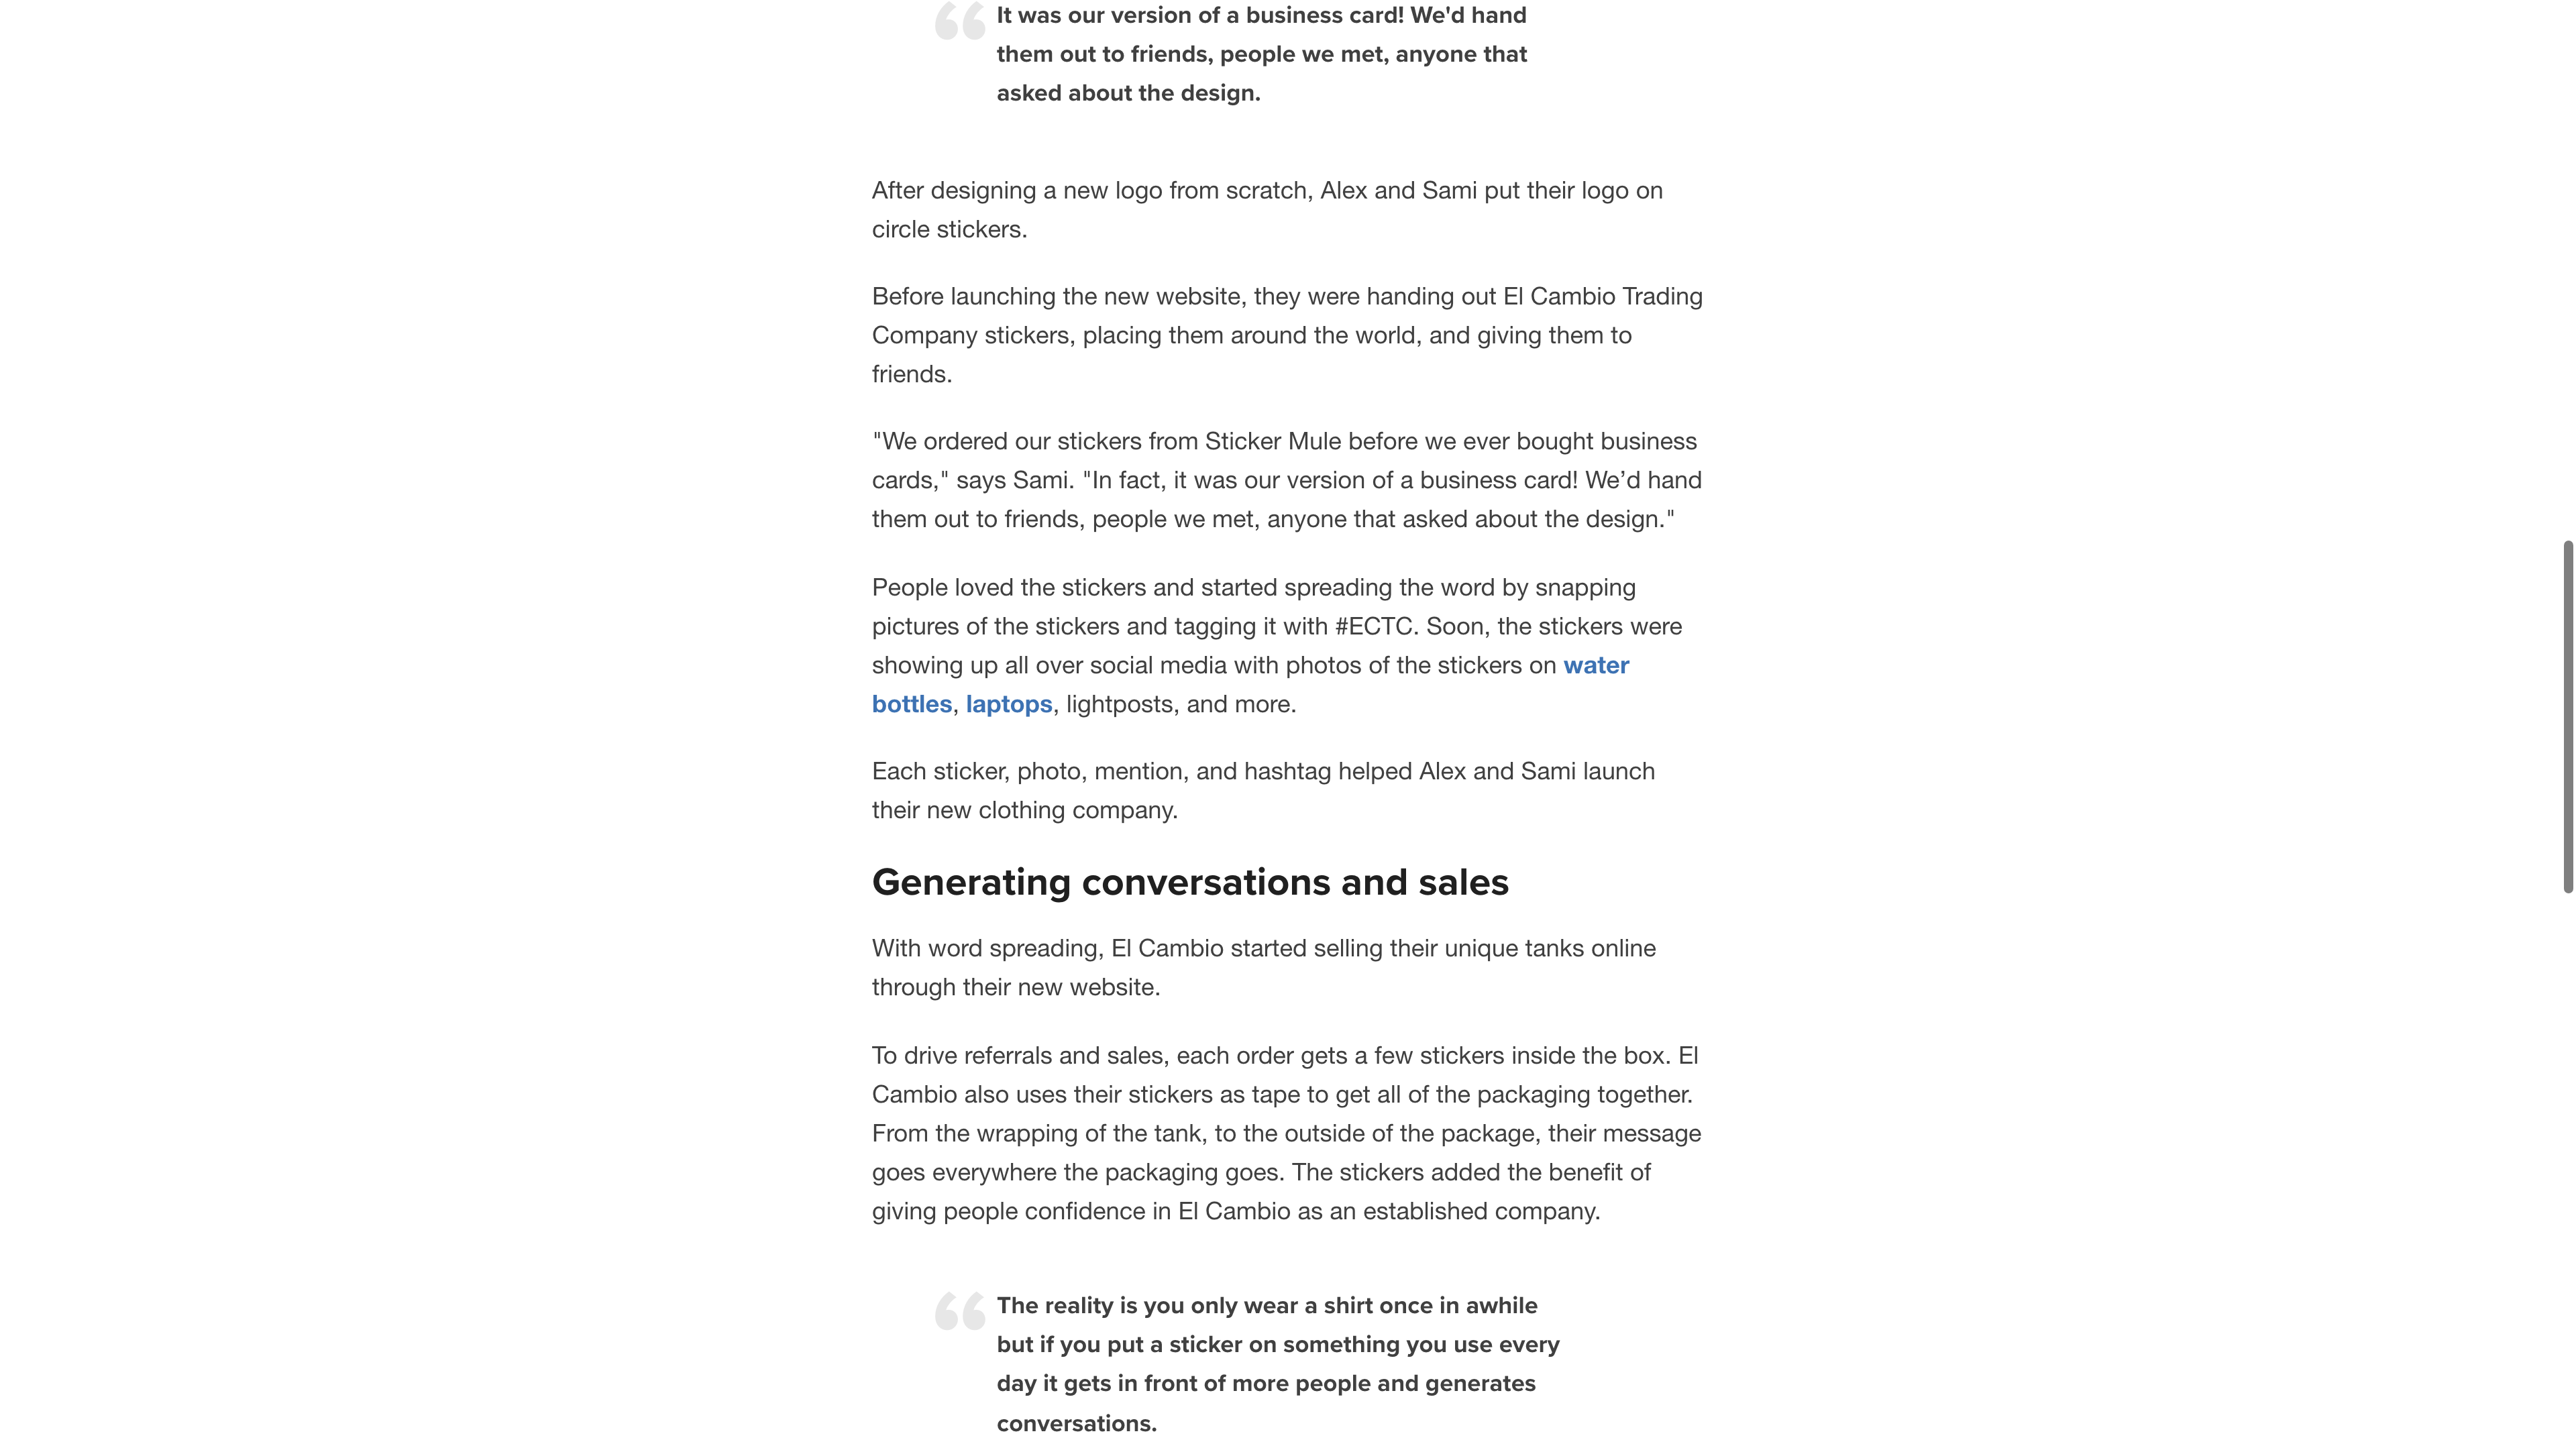 It was our version of a business card! We'd hand
them out to friends, people we met, anyone that
asked about the design.
After designing a new logo from scratch, Alex and Sami put their logo on
circle stickers.
Before launching the new website, they were handing out El Cambio Trading
Company stickers, placing them around the world, and giving them to
friends.
"We ordered our stickers from Sticker Mule before we ever bought business
cards," says Sami. "In fact, it was our version of a business card! We’d hand
them out to friends, people we met, anyone that asked about the design."
People loved the stickers and started spreading the word by snapping
pictures of the stickers and tagging it with #ECTC. Soon, the stickers were
showing up all over social media with photos of the stickers on water
bottles, laptops, lightposts, and more.
Each sticker, photo, mention, and hashtag helped Alex and Sami launch
their new clothing company.
Generating conversations and sales
With word spreading, El Cambio started selling their unique tanks online
through their new website.
To drive referrals and sales, each order gets a few stickers inside the box. El
Cambio also uses their stickers as tape to get all of the packaging together.
From the wrapping of the tank, to the outside of the package, their message
goes everywhere the packaging goes. The stickers added the benefit of
giving people confidence in El Cambio as an established company.
The reality is you only wear a shirt once in awhile
but if you put a sticker on something you use every
day it gets in front of more people and generates
conversations.